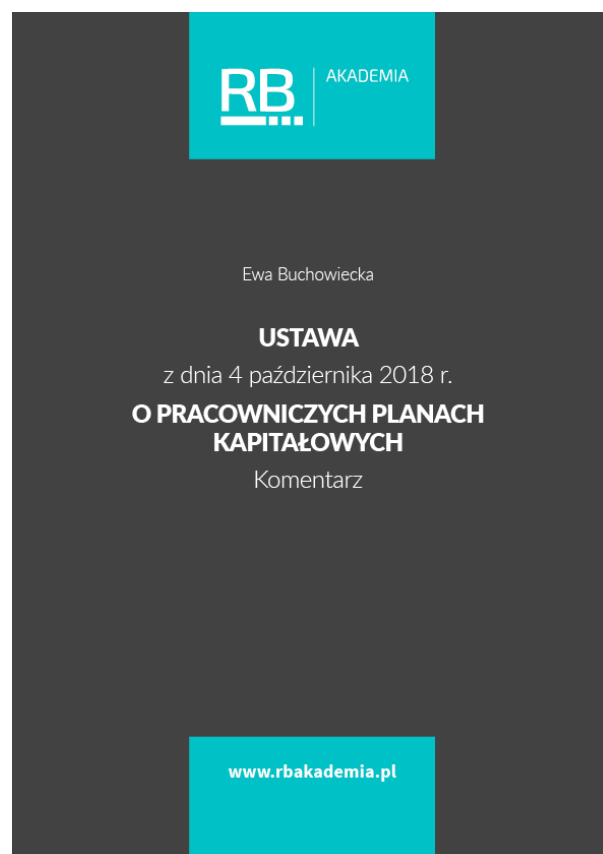 RB
AKADEMIA
Ewa Buchowiecka
USTAWA
z dnia 4 października 2018 r.
O PRACOWNICZYCH PLANACH
KAPITAŁOWYCH
Komentarz
www.rbakademia.pl